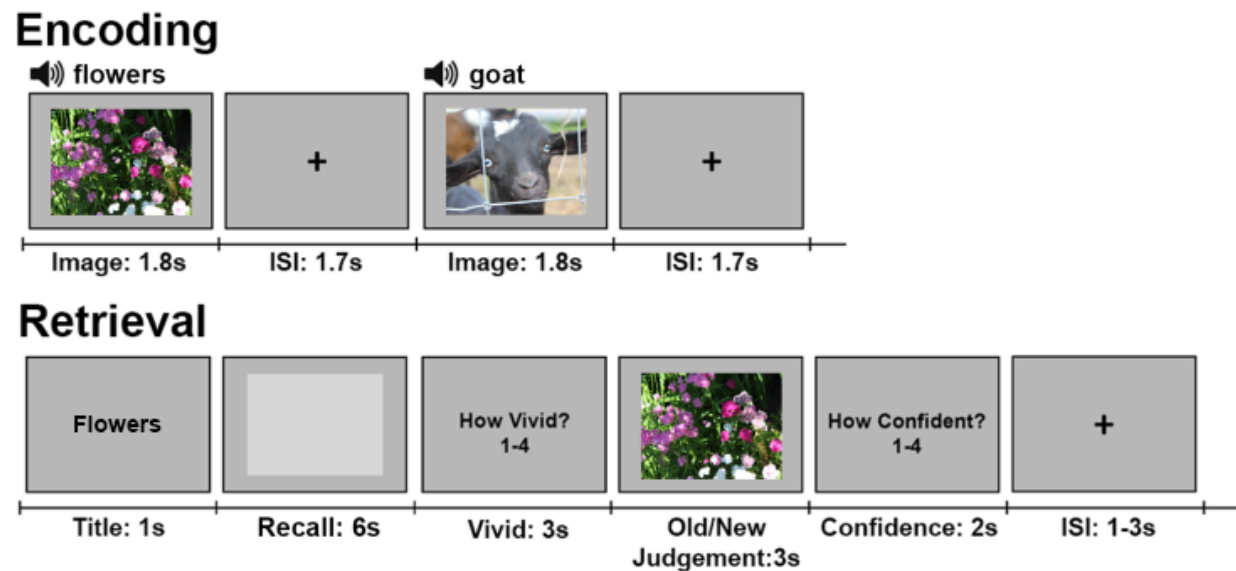 Encoding
flowers
goat
+
+
Image: 1.8s
ISI: 1.7s
Image: 1.8s
ISI: 1.7s
Retrieval
Flowers
How Vivid?
1-4
How Confident?
1-4
+
Title: 1s
Recall: 6s
Vivid: 3s
Old/New
Judgement:3s
Confidence: 2s
ISI: 1-3s